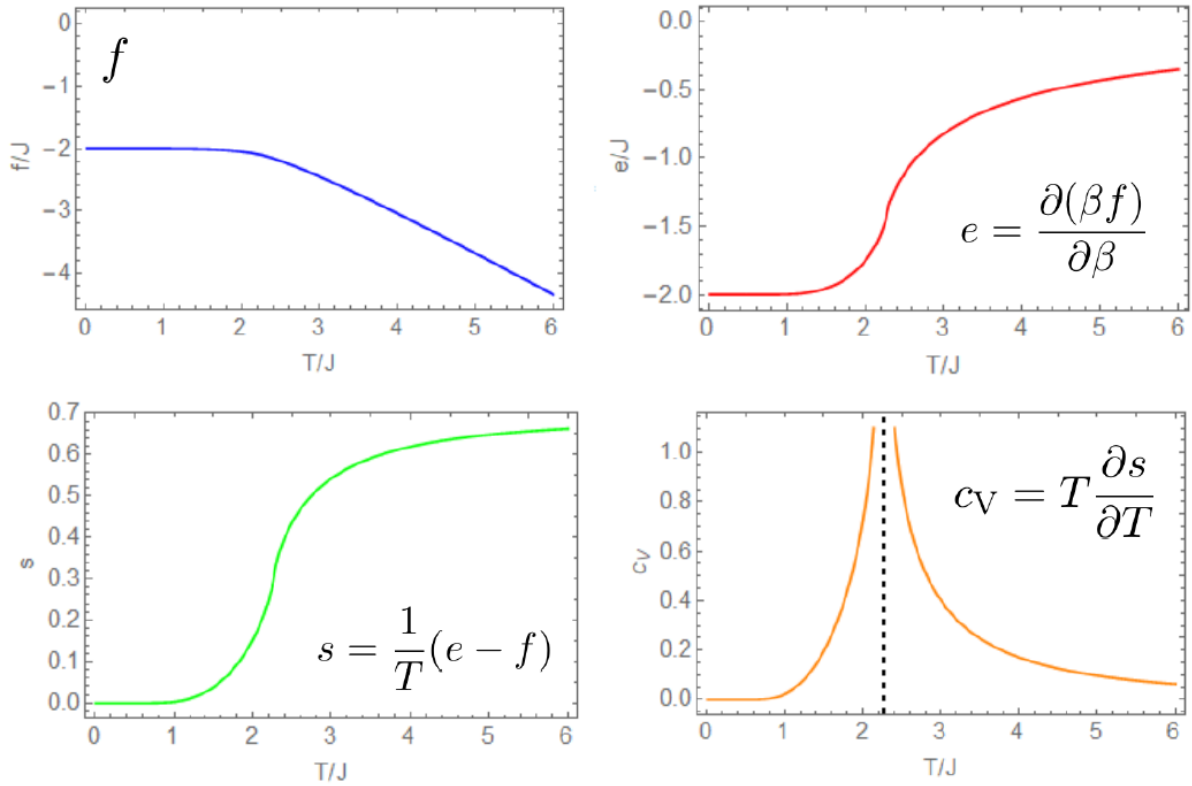 0
−1
−2
−3
−4
f/J
f
0 1 2 3 4 5 6
T/J
0.0
−0.5
−1.0
−1.5
−2.0
e/J
e = ∂(βf)/∂β
0 1 2 3 4 5 6
T/J
0.7
0.6
0.5
0.4
0.3
0.2
0.1
0.0
s
s = 1/T (e − f)
0 1 2 3 4 5 6
T/J
1.0
0.8
0.6
0.4
0.2
0.0
c_V
c_V = T ∂s/∂T
0 1 2 3 4 5 6
T/J